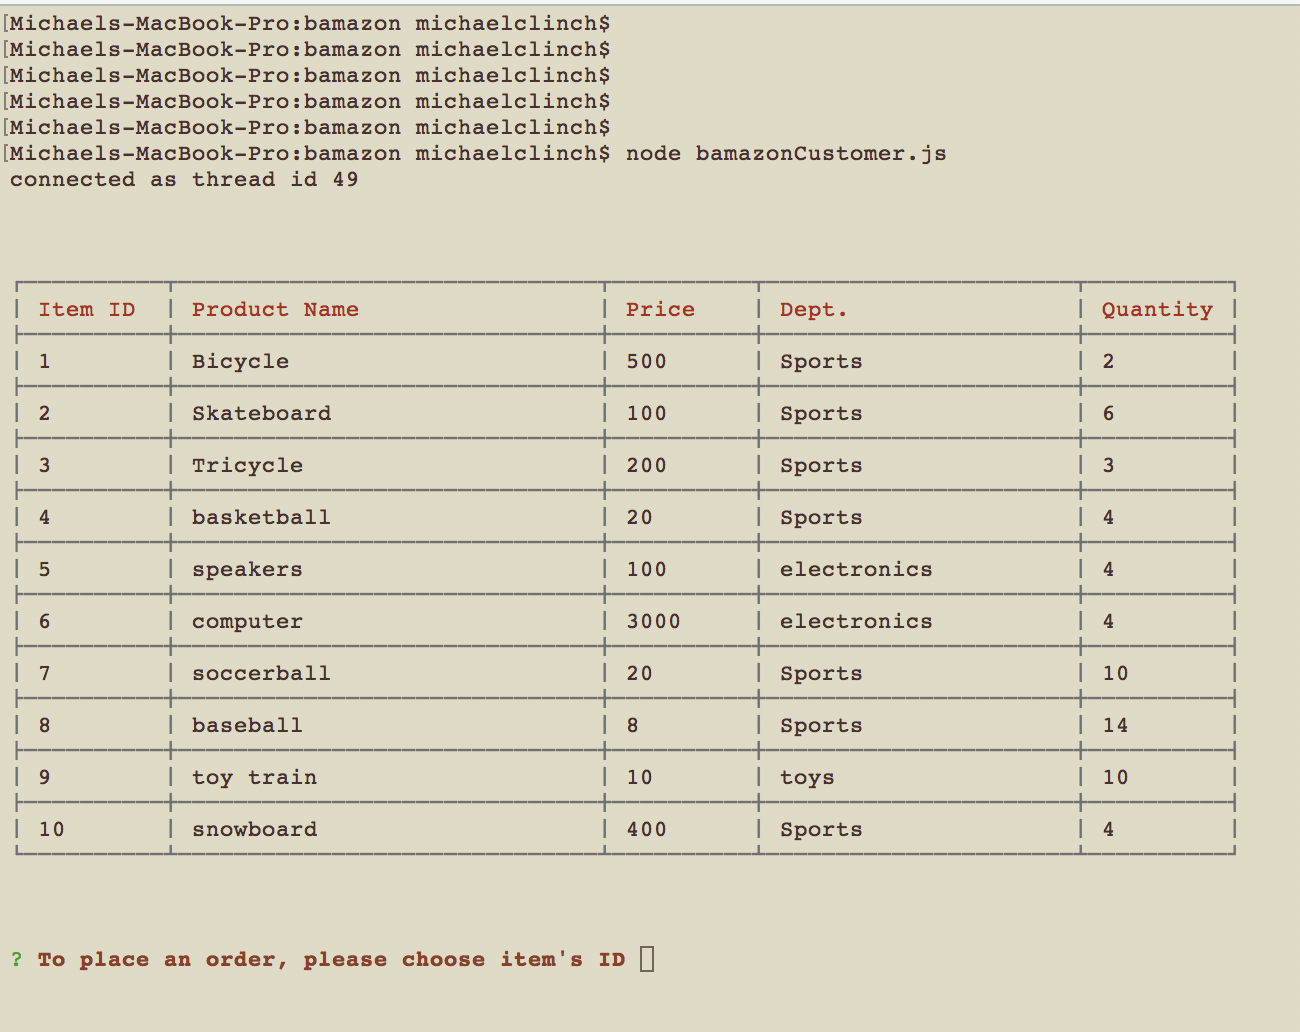 [Michaels-MacBook-Pro:bamazon michaelclinch$
[Michaels-MacBook-Pro:bamazon michaelclinch$
[Michaels-MacBook-Pro:bamazon michaelclinch$
[Michaels-MacBook-Pro:bamazon michaelclinch$
[Michaels-MacBook-Pro:bamazon michaelclinch$
[Michaels-MacBook-Pro:bamazon michaelclinch$ node bamazonCustomer.js
connected as thread id 49
Item ID Product Name Price Dept. Quantity
1 Bicycle 500 Sports 2
2 Skateboard 100 Sports 6
3 Tricycle 200 Sports 3
4 basketball 20 Sports 4
5 speakers 100 electronics 4
6 computer 3000 electronics 4
7 soccerball 20 Sports 10
8 baseball 8 Sports 14
9 toy train 10 toys 10
10 snowboard 400 Sports 4
? To place an order, please choose item's ID